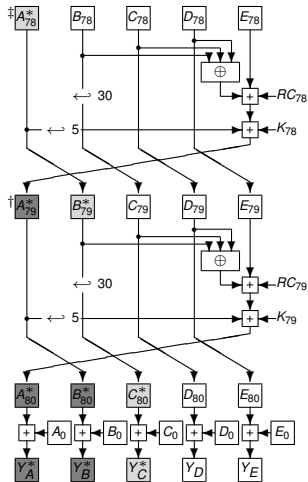 ‡ A*78 B78 C78 D78 E78
⊕
↩ 30 + RC78
↩ 5 + K78
† A*79 B*79 C79 D79 E79
⊕
↩ 30 + RC79
↩ 5 + K79
A*80 B*80 C*80 D80 E80
+ A0 + B0 + C0 + D0 + E0
Y*A Y*B Y*C YD YE